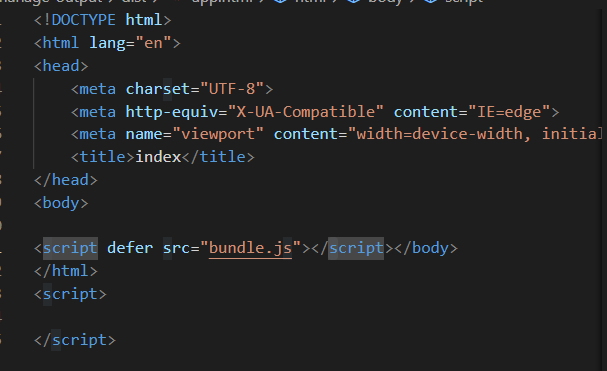 manage-output > dist > app.html > html > body > script
<!DOCTYPE html>
<html lang="en">
<head>
<meta charset="UTF-8">
<meta http-equiv="X-UA-Compatible" content="IE=edge">
<meta name="viewport" content="width=device-width, initial
<title>index</title>
</head>
<body>
<script defer src="bundle.js"></script></body>
</html>
<script>
</script>